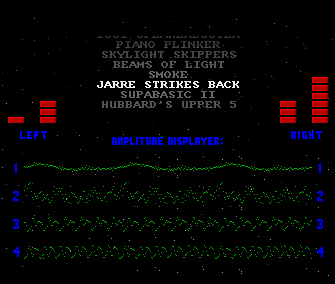 PIANO PLINKER
SKYLIGHT SKIPPERS
BEAMS OF LIGHT
SMOKE
JARRE STRIKES BACK
SUPABASIC II
HUBBARD'S UPPER 5
LEFT
RIGHT
AMPLITUDE DISPLAYER:
1 1
2 2
3 3
4 4